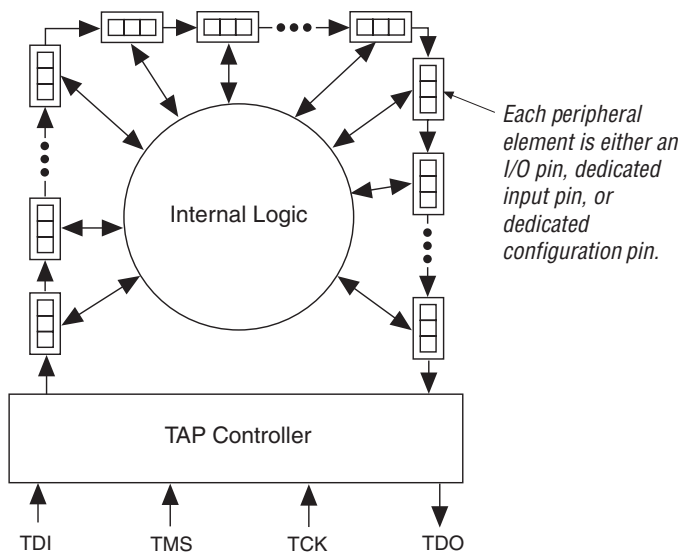 Each peripheral
element is either an
I/O pin, dedicated
input pin, or
dedicated
configuration pin.
Internal Logic
TAP Controller
TDI
TMS
TCK
TDO